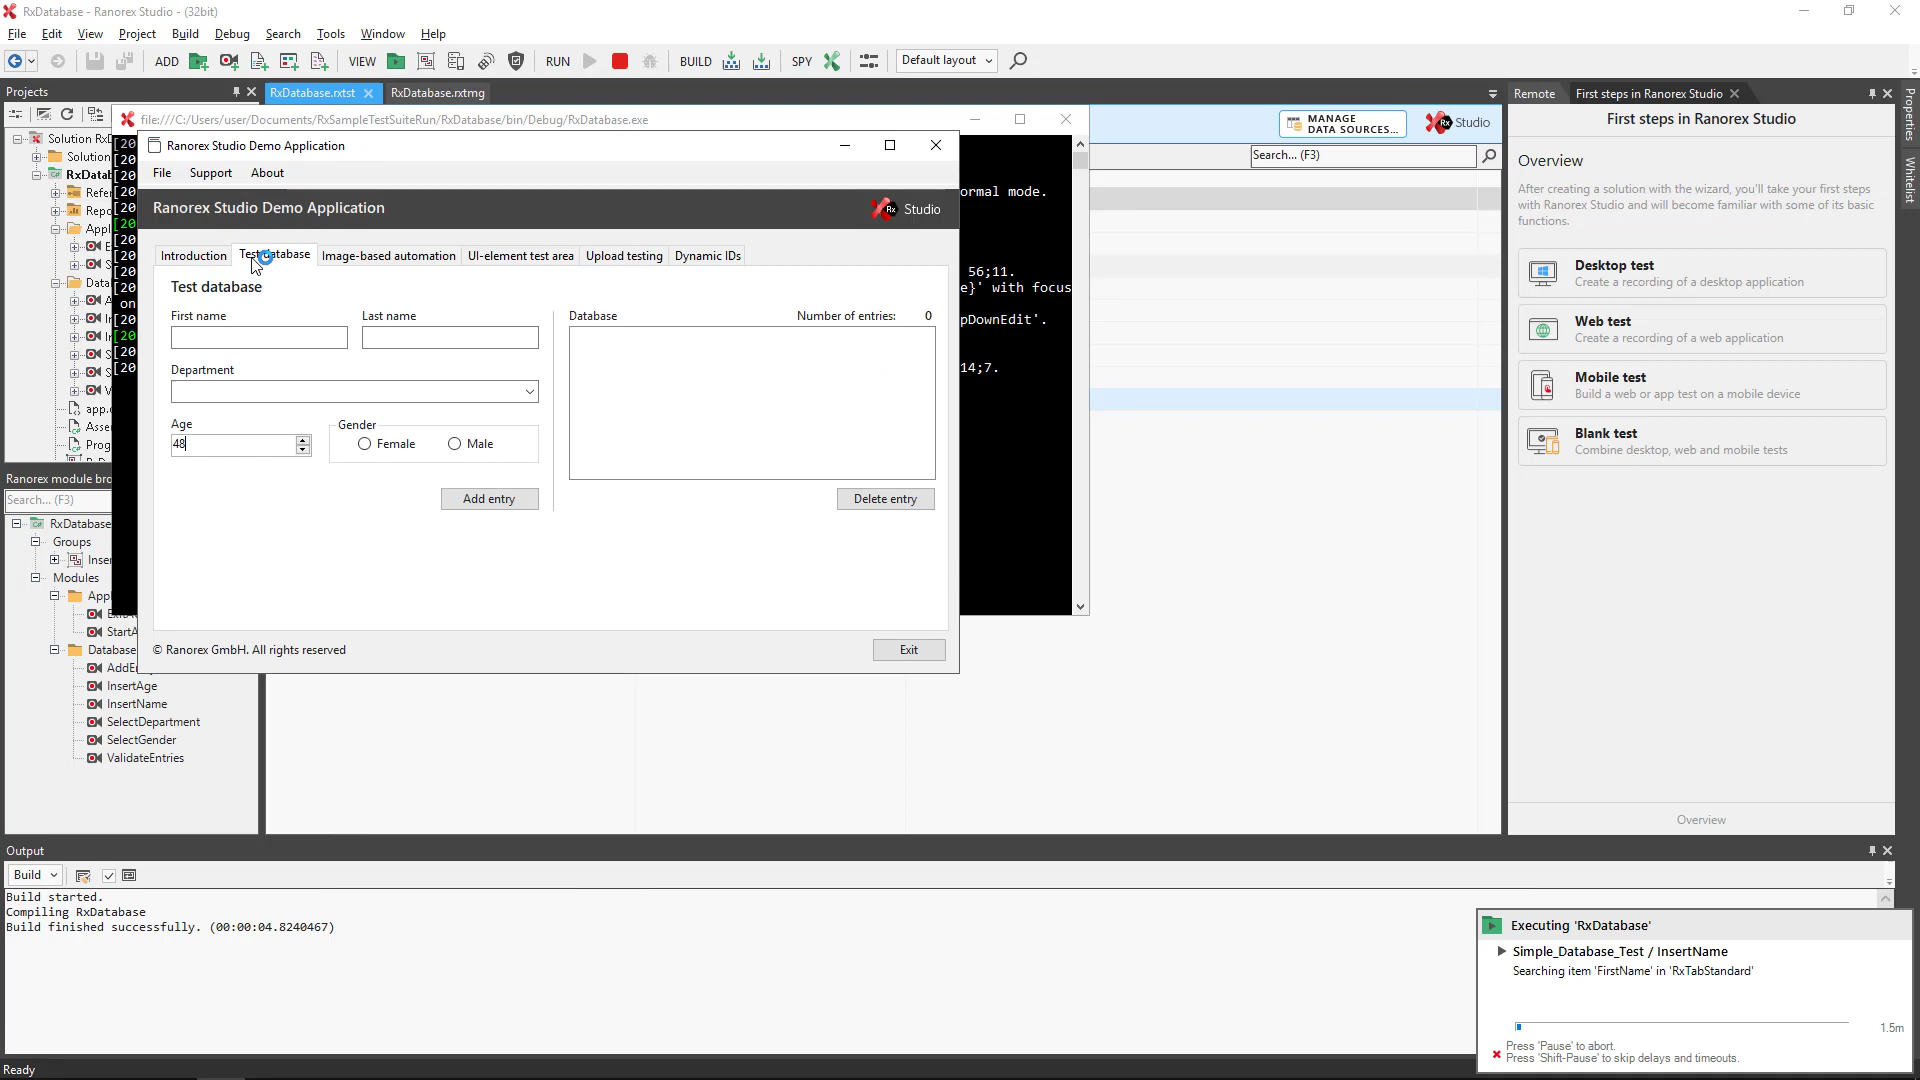 RxDatabase - Ranorex Studio - (32bit)
File Edit View Project Build Debug Search Tools Window Help
ADD VIEW RUN BUILD SPY Default layout
Projects
RxDatabase.rxtst RxDatabase.rxtmg
Remote First steps in Ranorex Studio
Properties
Whitelist
First steps in Ranorex Studio
file:///C:/Users/user/Documents/RxSampleTestSuiteRun/RxDatabase/bin/Debug/RxDatabase.exe
MANAGE
DATA SOURCES...
Rx Studio
Search... (F3)
Solution
Solution
Ranorex Studio Demo Application
File Support About
Ranorex Studio Demo Application
Rx Studio
Introduction Test database Image-based automation UI-element test area Upload testing Dynamic IDs
Test database
First name Last name Database Number of entries: 0
Department
Age Gender
48 Female Male
Add entry Delete entry
© Ranorex GmbH. All rights reserved Exit
ormal mode.
56;11.
e}' with focus
on
pDownEdit'.
14;7.
Overview
After creating a solution with the wizard, you'll take your first steps
with Ranorex Studio and will become familiar with some of its basic
functions.
Desktop test
Create a recording of a desktop application
Web test
Create a recording of a web application
Mobile test
Build a web or app test on a mobile device
Blank test
Combine desktop, web and mobile tests
Overview
Ranorex module bro
Search... (F3)
RxDatabase
Groups
Inser
Modules
Appl
StartA
Database
InsertAge
InsertName
SelectDepartment
SelectGender
ValidateEntries
Output
Build
Build started.
Compiling RxDatabase
Build finished successfully. (00:00:04.8240467)
Executing 'RxDatabase'
Simple_Database_Test / InsertName
Searching item 'FirstName' in 'RxTabStandard'
1.5m
Press 'Pause' to abort.
Press 'Shift-Pause' to skip delays and timeouts.
Ready